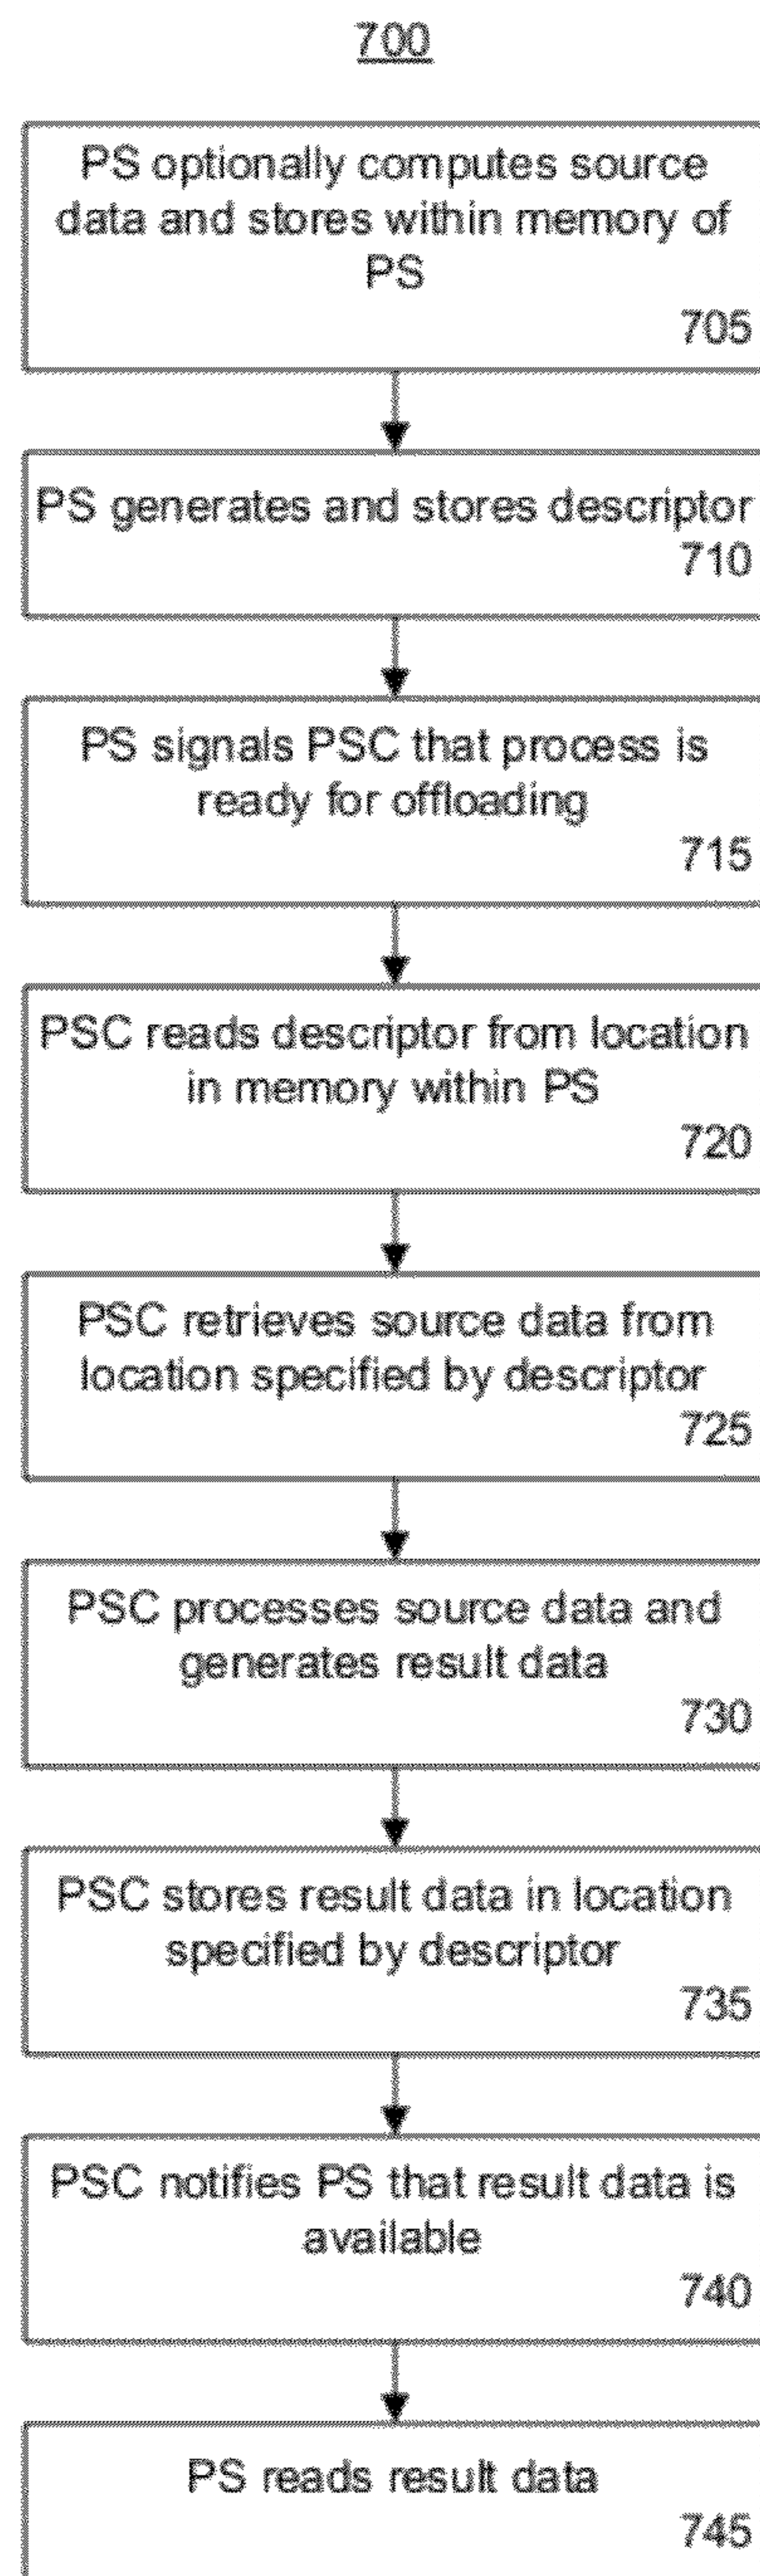 700
PS optionally computes source
data and stores within memory of
PS
705
PS generates and stores descriptor
710
PS signals PSC that process is
ready for offloading
715
PSC reads descriptor from location
in memory within PS
720
PSC retrieves source data from
location specified by descriptor
725
PSC processes source data and
generates result data
730
PSC stores result data in location
specified by descriptor
735
PSC notifies PS that result data is
available
740
PS reads result data
745